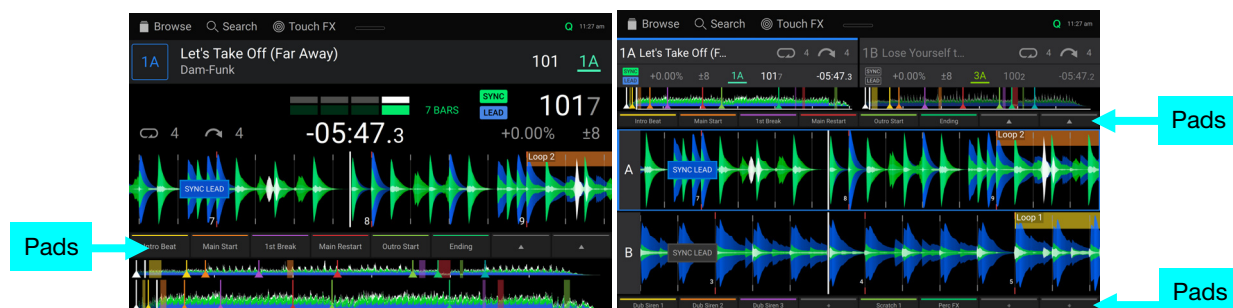 Browse Search Touch FX Q 11:27 am
1A Let's Take Off (Far Away) 101 1A
Dam-Funk
7 BARS SYNC LEAD 1017
4 4 -05:47.3 +0.00% ±8
Loop 2
SYNC LEAD
7 8 9
Pads
Intro Beat Main Start 1st Break Main Restart Outro Start Ending
Browse Search Touch FX Q 11:27 am
1A Let's Take Off (F... 4 4 1B Lose Yourself t... 4 4
SYNC LEAD +0.00% ±8 1A 1017 -05:47.3 SYNC LEAD +0.00% ±8 3A 1002 -05:47.2
Intro Beat Main Start 1st Break Main Restart Outro Start Ending
Pads
Loop 2
A SYNC LEAD
7 8 9
Loop 1
B SYNC LEAD
3 4 5
Dub Siren 1 Dub Siren 2 Dub Siren 3 Scratch 1 Perc FX
Pads